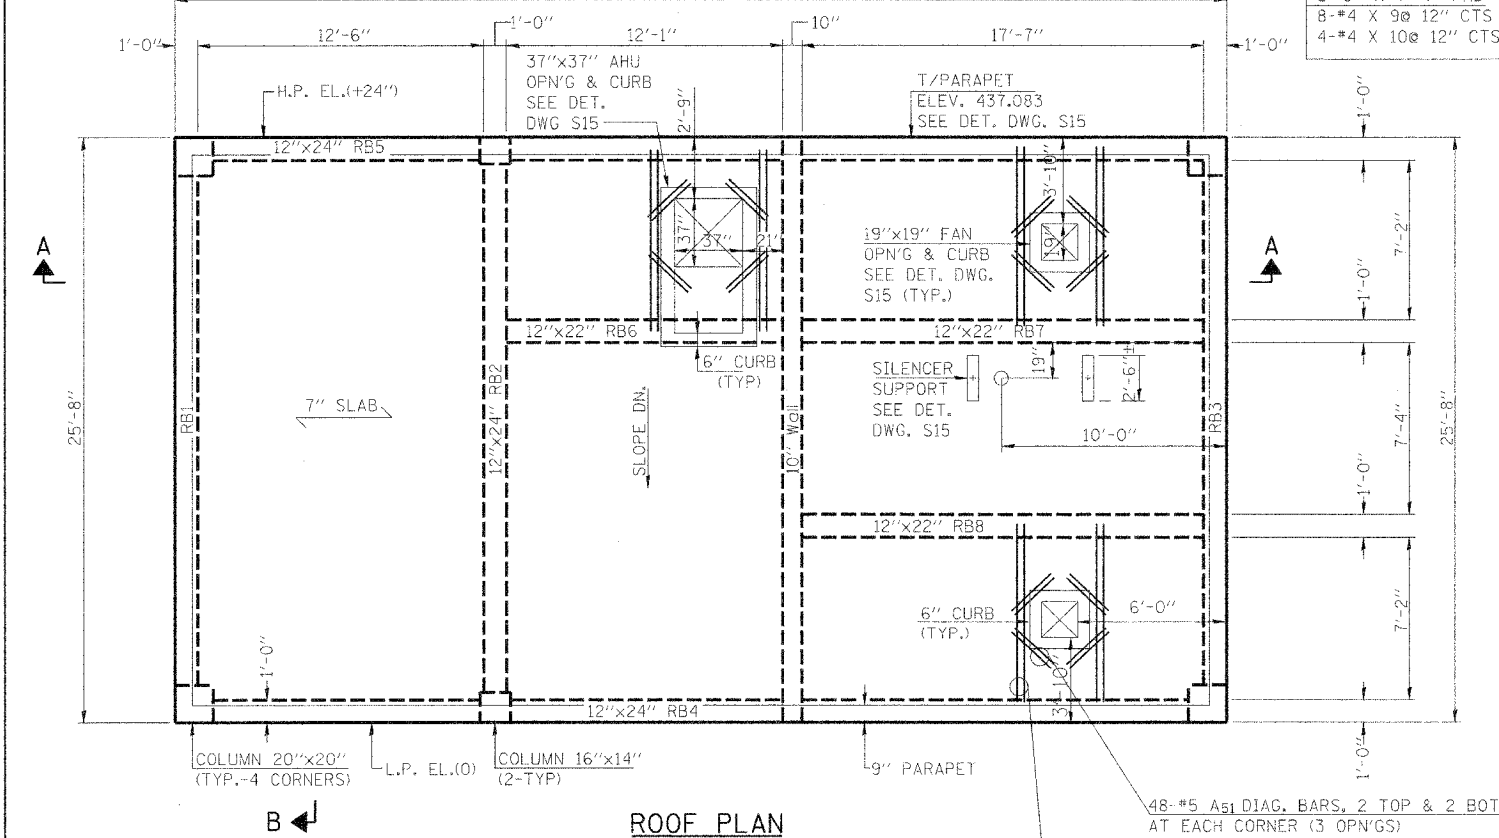 8-#4 X 9@ 12" CTS
4-#4 X 10@ 12" CTS
1'-0"
12'-6"
1'-0"
12'-1"
10"
17'-7"
1'-0"
H.P. EL.(+24")
37"x37" AHU
OPN'G & CURB
SEE DET.
DWG S15
2'-9"
T/PARAPET
ELEV. 437.083
SEE DET. DWG. S15
1'-0"
12"x24" RB5
3'-10"
A
37"
37"
21"
19"x19" FAN
OPN'G & CURB
SEE DET. DWG.
S15 (TYP.)
19"
A
7'-2"
1'-0"
12"x22" RB6
12"x22" RB7
6" CURB
(TYP)
SILENCER
SUPPORT
SEE DET.
DWG. S15
19"
2'-6"±
25'-8"
RB1
7" SLAB
12"x24" RB2
SLOPE DN.
10" Wall
10'-0"
RB3
7'-4"
25'-8"
1'-0"
12"x22" RB8
6" CURB
(TYP.)
6'-0"
7'-2"
1'-0"
3'-10"
12"x24" RB4
COLUMN 20"x20"
(TYP.-4 CORNERS)
L.P. EL.(0)
COLUMN 16"x14"
(2-TYP)
9" PARAPET
1'-0"
B
ROOF PLAN
48-#5 A51 DIAG. BARS, 2 TOP & 2 BOT
AT EACH CORNER (3 OPN'GS)